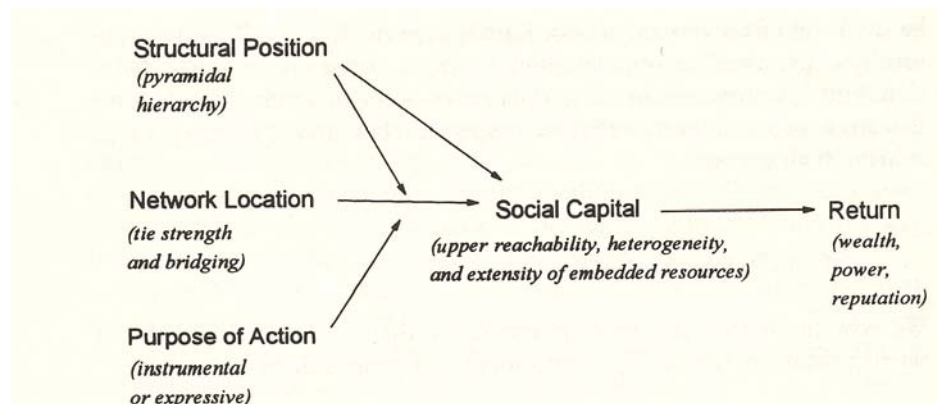 Structural Position
(pyramidal
hierarchy)
Network Location
(tie strength
and bridging)
Social Capital
(upper reachability, heterogeneity,
and extensity of embedded resources)
Return
(wealth,
power,
reputation)
Purpose of Action
(instrumental
or expressive)